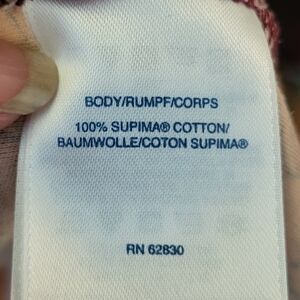 BODY/RUMPF/CORPS
100% SUPIMA® COTTON/
BAUMWOLLE/COTON SUPIMA®
RN 62830